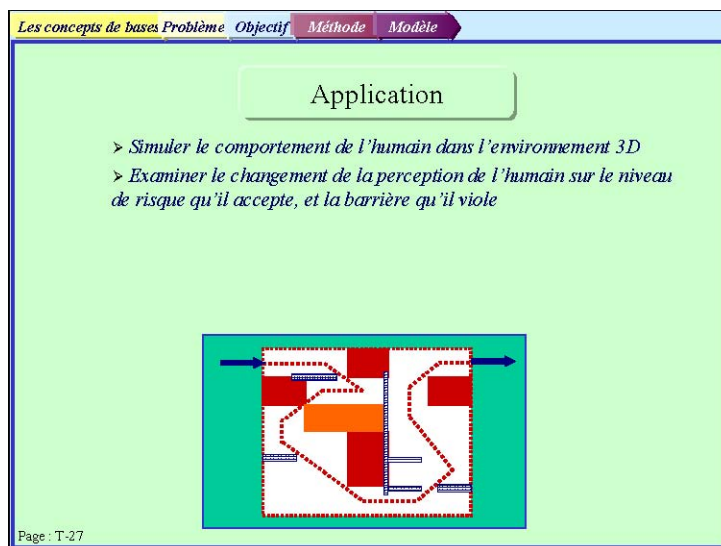 Les concepts de bases Problème Objectif Méthode Modèle
Application
➢ Simuler le comportement de l'humain dans l'environnement 3D
➢ Examiner le changement de la perception de l'humain sur le niveau
de risque qu'il accepte, et la barrière qu'il viole
Page : T-27